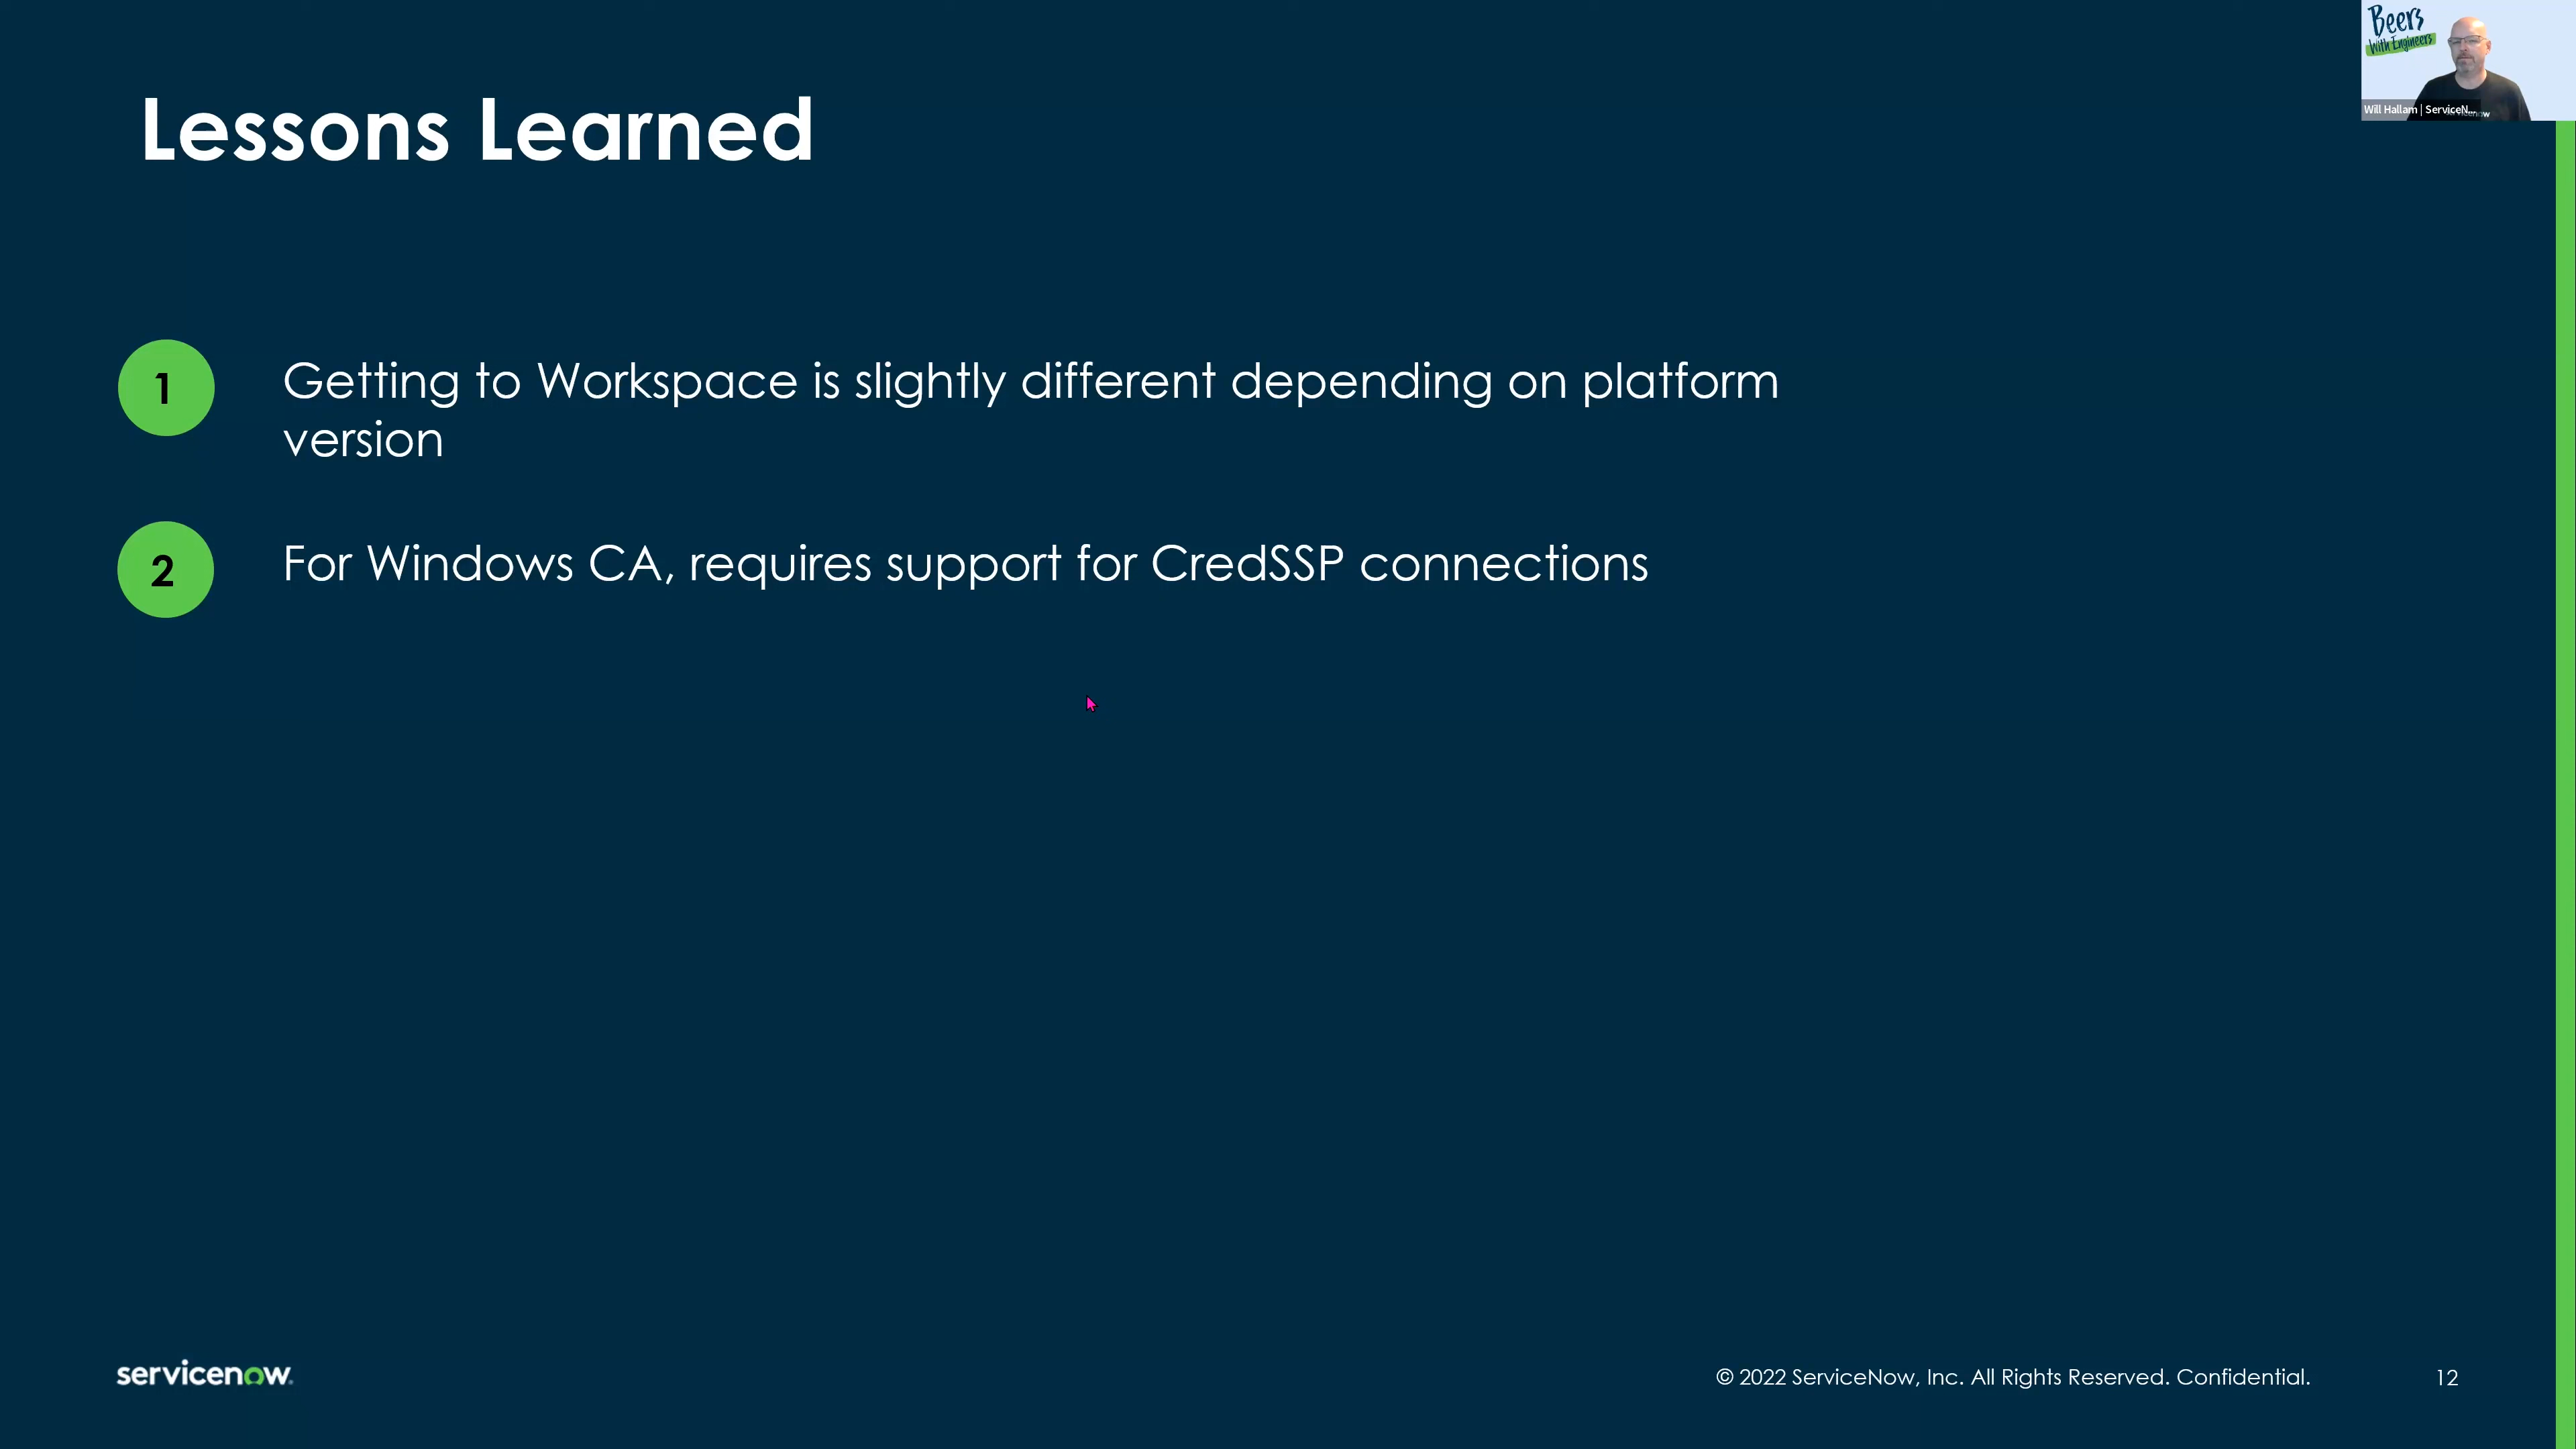 Beers
With Engineers
Will Hallam | ServiceN...
Lessons Learned
1
Getting to Workspace is slightly different depending on platform
version
2
For Windows CA, requires support for CredSSP connections
servicenow
© 2022 ServiceNow, Inc. All Rights Reserved. Confidential.
12